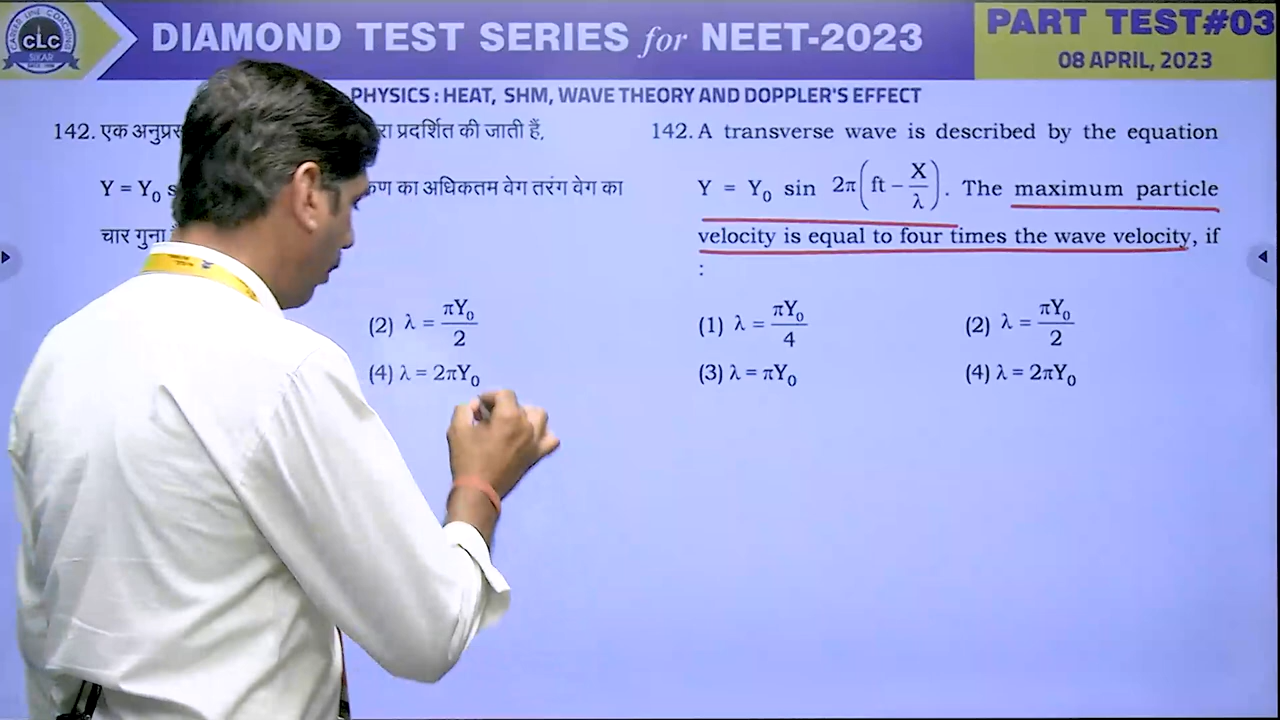 CLC
SIKAR
DIAMOND TEST SERIES for NEET-2023
PART TEST#03
08 APRIL, 2023
PHYSICS : HEAT, SHM, WAVE THEORY AND DOPPLER'S EFFECT
142. एक प्रदर्शित की जाती हैं,
Y = Y₀ का अधिकतम वेग तरंग वेग का
चार गुना
(2) λ = πY₀/2
(4) λ = 2πY₀
142. A transverse wave is described by the equation
Y = Y₀ sin 2π(ft − X/λ). The maximum particle
velocity is equal to four times the wave velocity, if
:
(1) λ = πY₀/4 (2) λ = πY₀/2
(3) λ = πY₀ (4) λ = 2πY₀